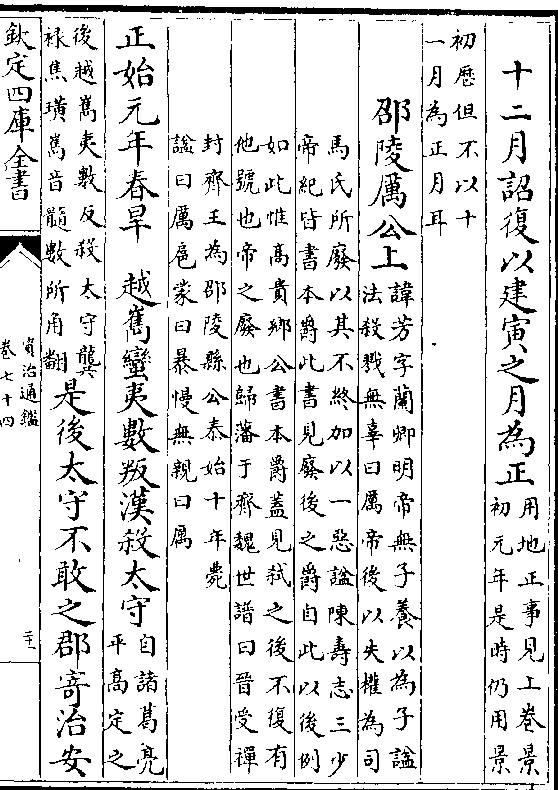 十二月詔復以建寅之月為正用地正事見上卷景
初元年是時仍用景
初歴但不以十
一月為正月耳
邵陵厲公上諱芳字蘭卿明帝無子養以為子諡
法殺戮無辜曰厲帝後以失權為司
馬氏所廢以其不終加以一惡諡陳壽志三少
帝紀皆書本爵此書見廢後之爵自此以後例
如此惟髙貴鄉公書本爵蓋見弑之後不復有
他號也帝之廢也歸藩于齊魏世譜曰晉受禪
封齊王為邵陵縣公泰始十年薨
諡曰厲扈蒙曰暴慢無親曰厲
正始元年春旱 越嶲蠻夷數叛漢殺太守自諸葛亮
平髙定之
後越嶲夷數反殺太守龔
禄焦璜嶲音髓數所角翻是後太守不敢之郡寄治安
欽定四庫全書
資治通鑑
卷七十四
二十一